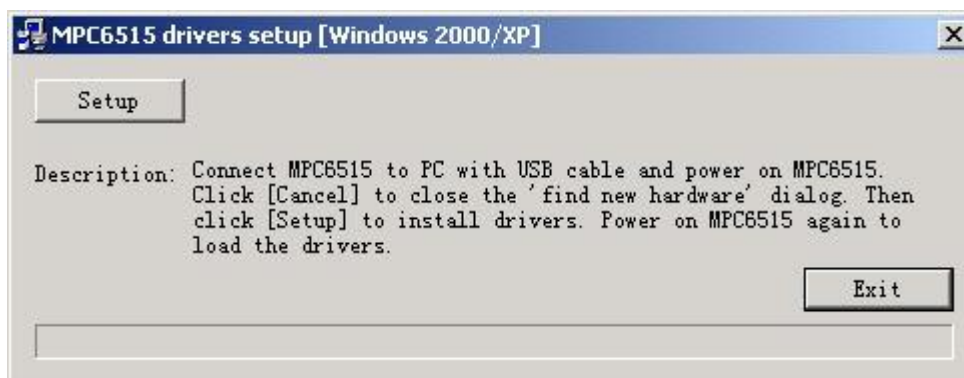 MPC6515 drivers setup [Windows 2000/XP]
Setup
Description: Connect MPC6515 to PC with USB cable and power on MPC6515.
Click [Cancel] to close the 'find new hardware' dialog. Then
click [Setup] to install drivers. Power on MPC6515 again to
load the drivers.
Exit